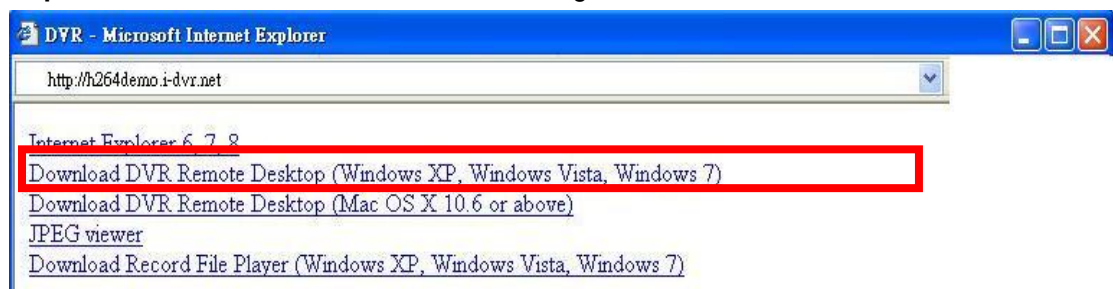 DVR - Microsoft Internet Explorer
http://h264demo.i-dvr.net
Internet Explorer 6, 7, 8
Download DVR Remote Desktop (Windows XP, Windows Vista, Windows 7)
Download DVR Remote Desktop (Mac OS X 10.6 or above)
JPEG viewer
Download Record File Player (Windows XP, Windows Vista, Windows 7)